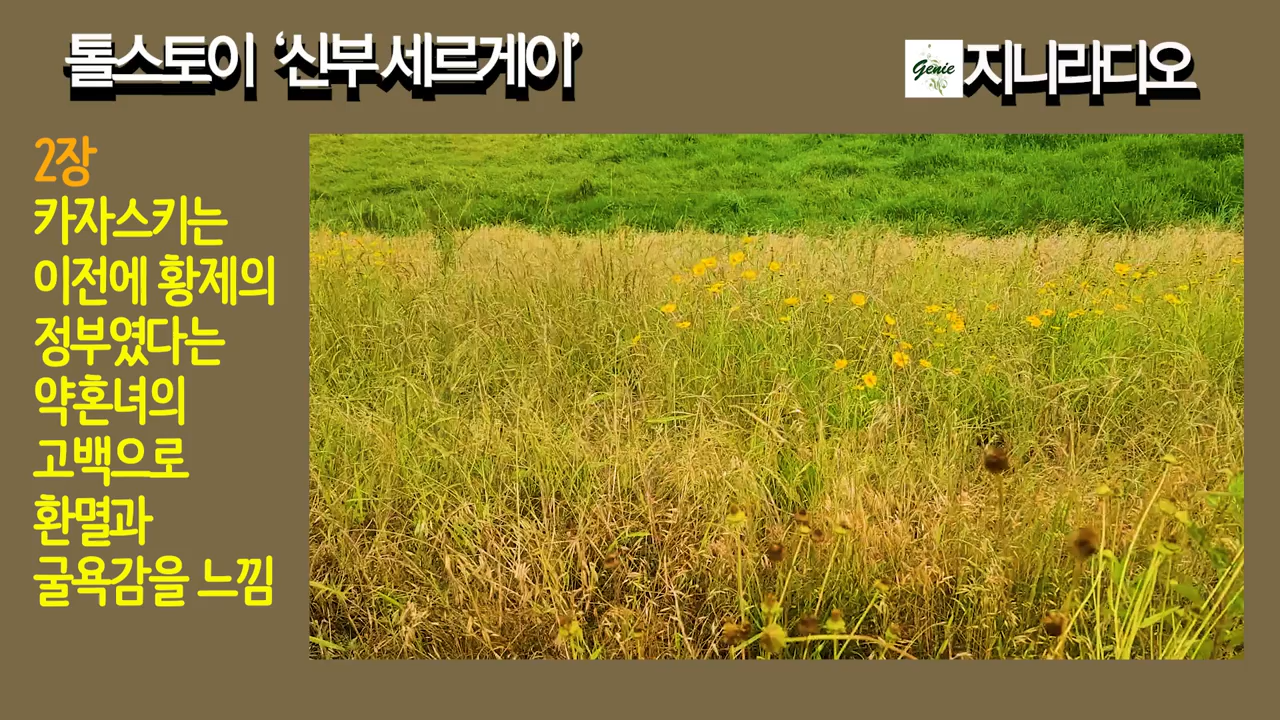 톨스토이 ‘신부 세르게이’
Genie
지니라디오
2장
카자스키는
이전에 황제의
정부였다는
약혼녀의
고백으로
환멸과
굴욕감을 느낌